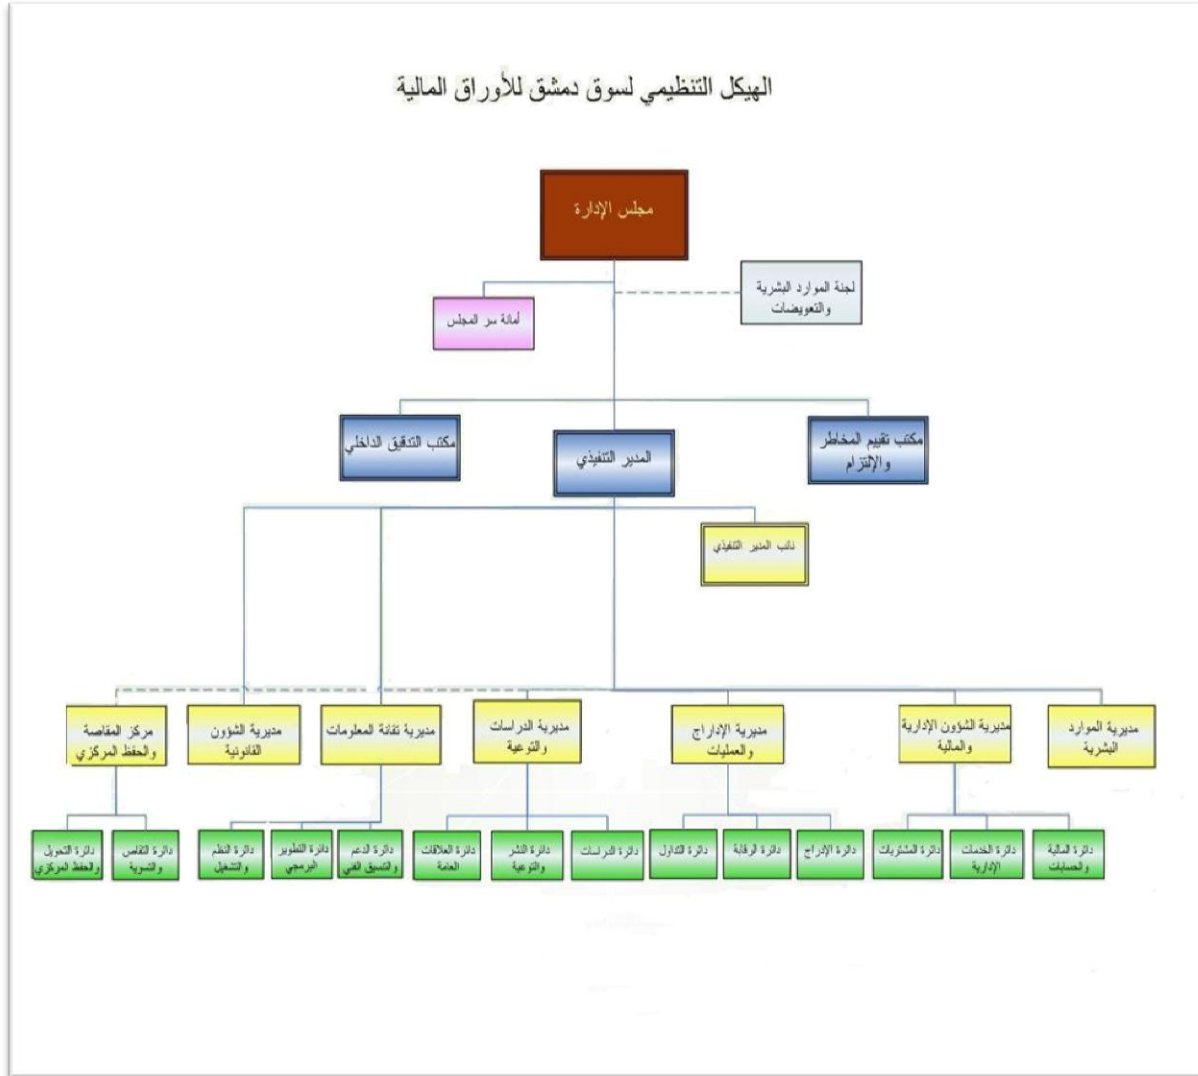 الهيكل التنظيمي لسوق دمشق للأوراق المالية
مجلس الإدارة
لجنة الموارد البشرية
والتعويضات
أمانة سر المجلس
مكتب تقييم المخاطر
والإلتزام
المدير التنفيذي
مكتب التدقيق الداخلي
نائب المدير التنفيذي
مديرية الموارد
البشرية
مديرية الشؤون الإدارية
والمالية
مديرية الإداراج
والعمليات
مديرية الدراسات
والتوعية
مديرية تقانة المعلومات
مديرية الشؤون
القانونية
مركز المقاصة
والحفظ المركزي
دائرة المالية
والحسابات
دائرة الخدمات
الإدارية
دائرة المشتريات
دائرة الإدراج
دائرة الرقابة
دائرة التداول
دائرة الدراسات
دائرة النشر
والتوعية
دائرة العلاقات
العامة
دائرة الدعم
والتنسيق الفني
دائرة التطوير
البرمجي
دائرة النظم
والتشغيل
دائرة التقاص
والتسوية
دائرة التحويل
والحفظ المركزي